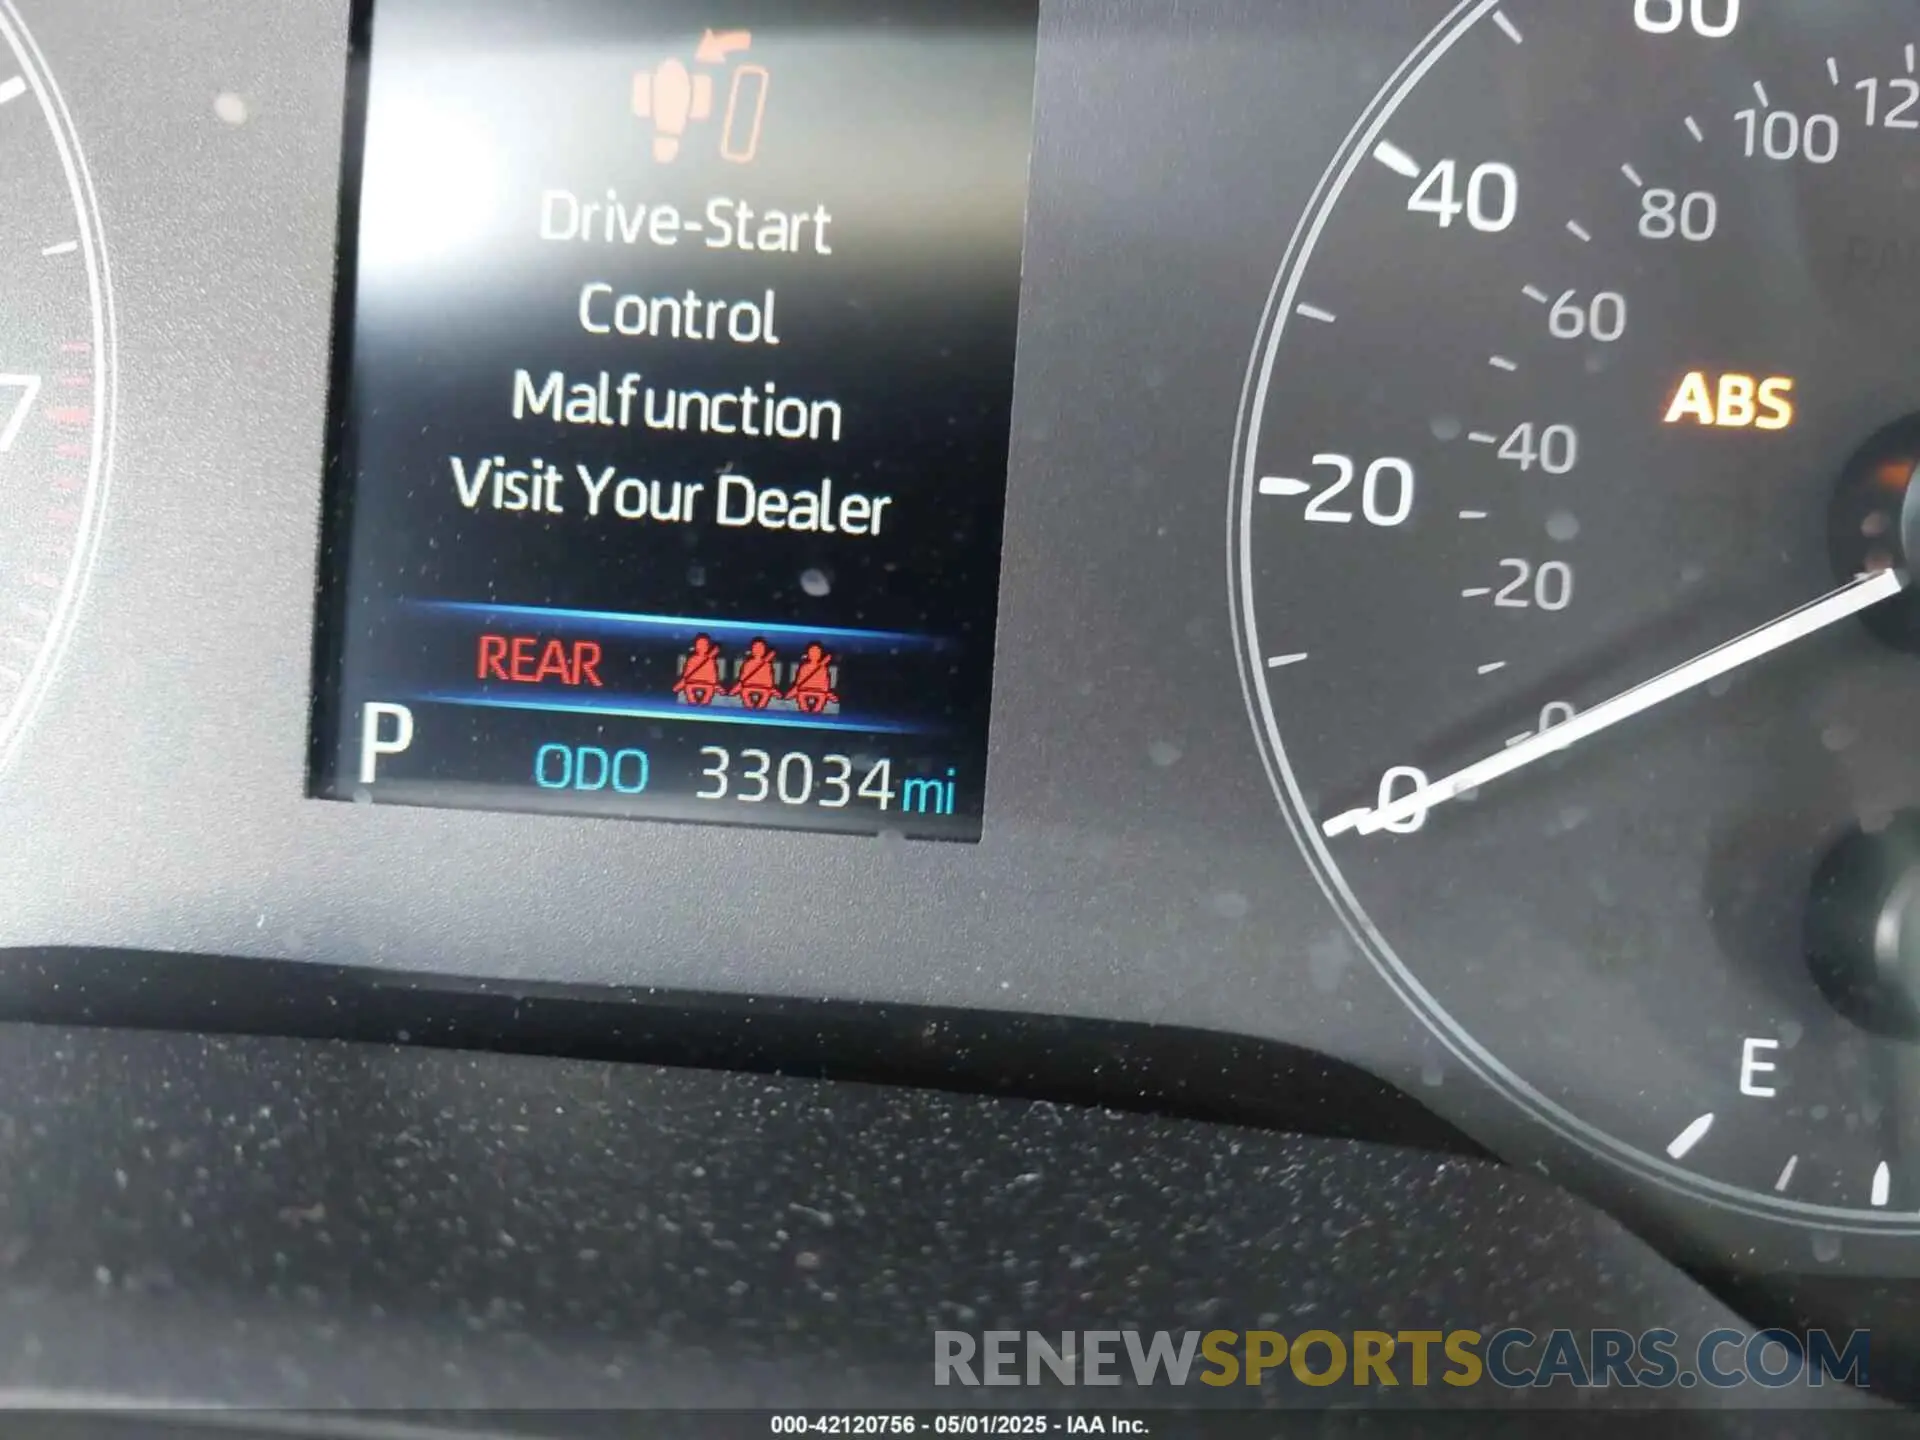 Drive-Start
Control
Malfunction
Visit Your Dealer
REAR
P
ODO 33034 mi
7
40
20
0
100
80
60
40
20
0
ABS
E
RENEWSPORTSCARS.COM
000-42120756 - 05/01/2025 - IAA Inc.